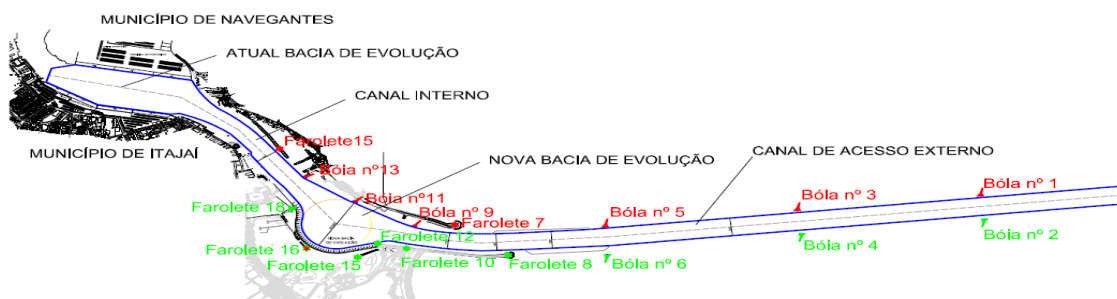 MUNICÍPIO DE NAVEGANTES
ATUAL BACIA DE EVOLUÇÃO
CANAL INTERNO
Farolete15
MUNICÍPIO DE ITAJAÍ
NOVA BACIA DE EVOLUÇÃO
CANAL DE ACESSO EXTERNO
Bóia nº13
Bóia nº11
Bóia nº 3
Bóia nº 1
Farolete 18
Bóla nº 9
Farolete 7
Bóla nº 5
Farolete 12
Bóia nº 4
Bóla nº 2
Farolete 16
Farolete 15
Farolete 10
Farolete 8
Bóla nº 6
NOVA BACIA